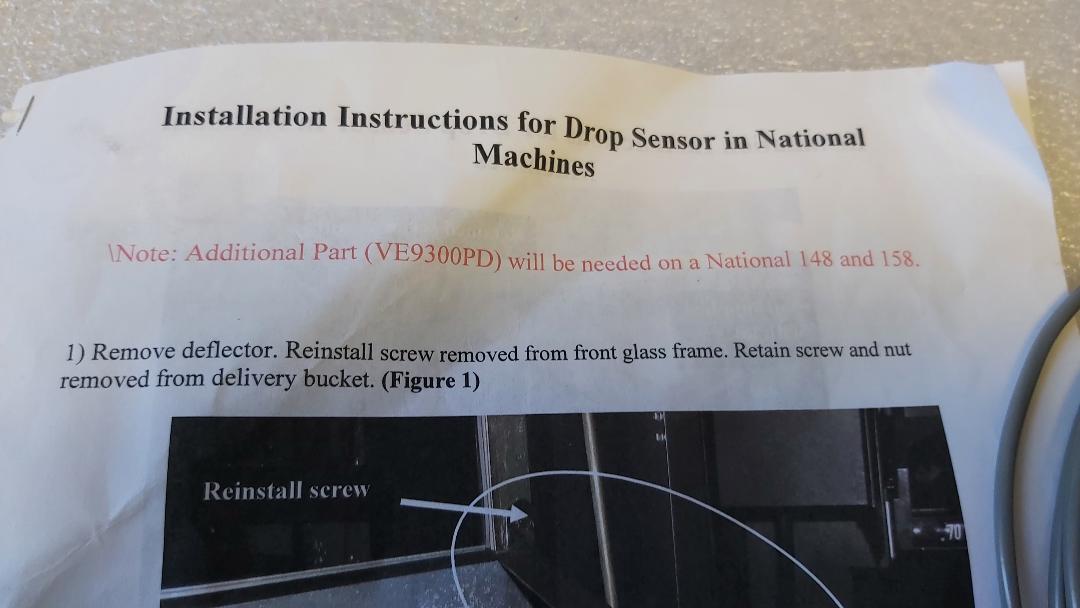 Installation Instructions for Drop Sensor in National
Machines
\Note: Additional Part (VE9300PD) will be needed on a National 148 and 158.
1) Remove deflector. Reinstall screw removed from front glass frame. Retain screw and nut
removed from delivery bucket. (Figure 1)
Reinstall screw
.70